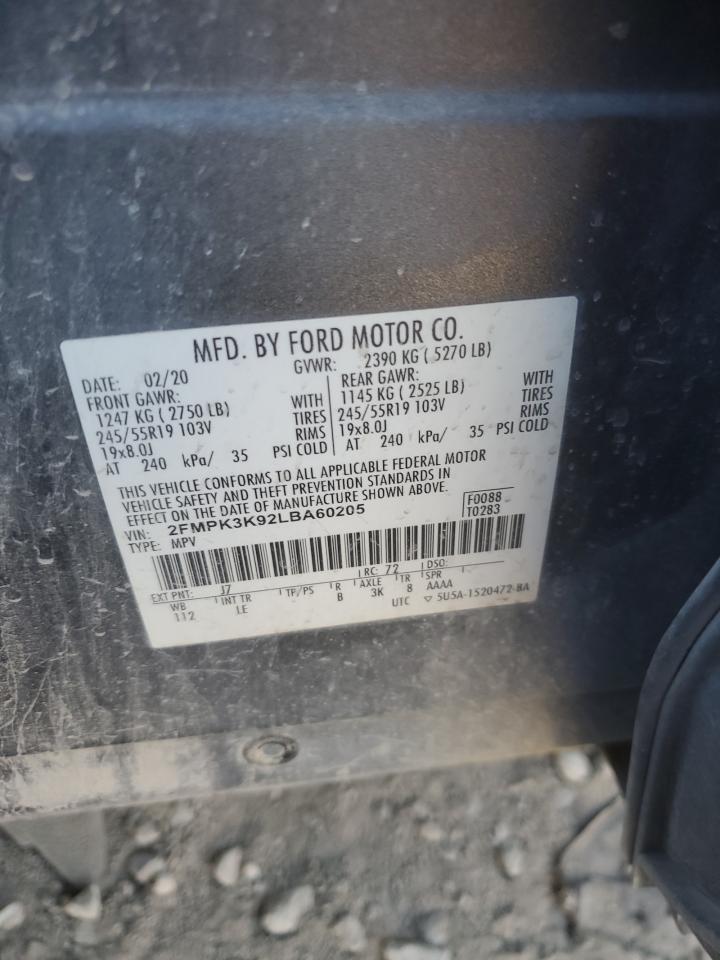 MFD. BY FORD MOTOR CO.
DATE: 02/20 GVWR: 2390 KG ( 5270 LB)
FRONT GAWR: REAR GAWR:
1247 KG ( 2750 LB) WITH 1145 KG ( 2525 LB) WITH
245/55R19 103V TIRES 245/55R19 103V TIRES
19x8.0J RIMS 19x8.0J RIMS
AT 240 kPa/ 35 PSI COLD AT 240 kPa/ 35 PSI COLD
THIS VEHICLE CONFORMS TO ALL APPLICABLE FEDERAL MOTOR
VEHICLE SAFETY AND THEFT PREVENTION STANDARDS IN
EFFECT ON THE DATE OF MANUFACTURE SHOWN ABOVE.
VIN: 2FMPK3K92LBA60205 F0088
TYPE: MPV T0283
EXT PNT: J7 RC: 72 DSO:
WB INT TR TP/PS R AXLE TR SPR
112 LE B 3K 8 AAAA
UTC ▽ 5U5A-1520472-BA